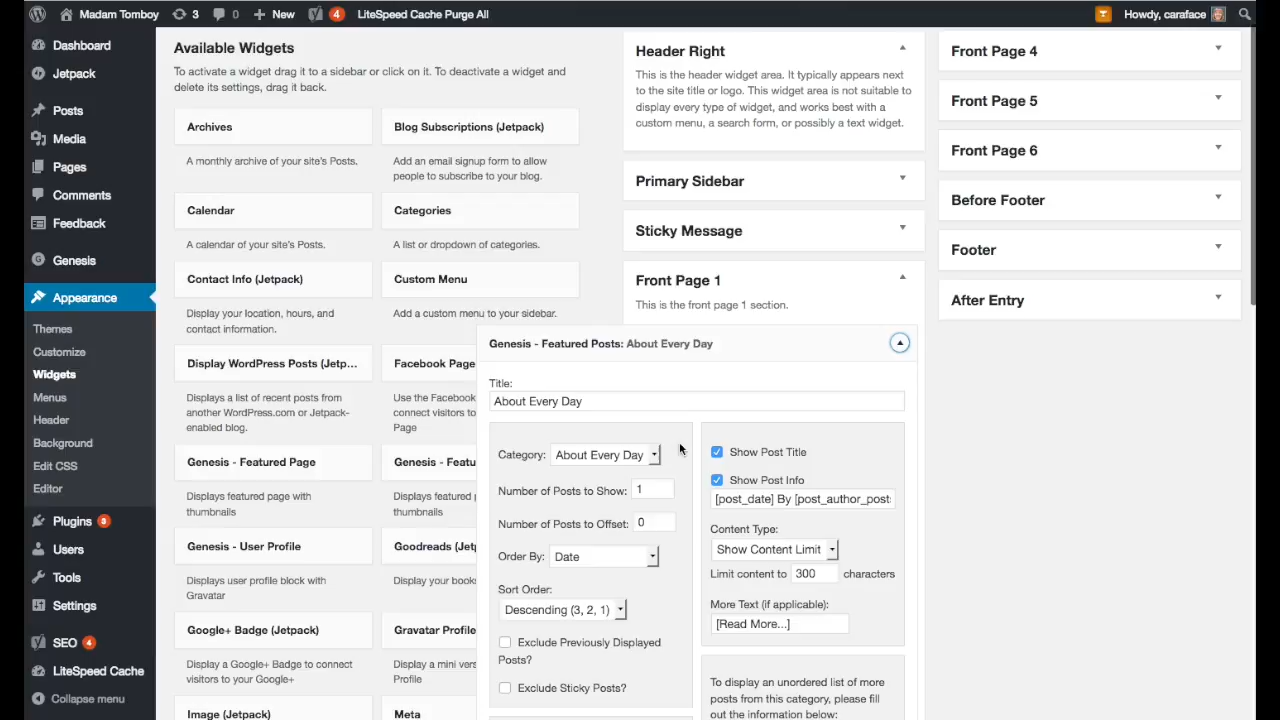 Madam Tomboy 3 0 New 4 LiteSpeed Cache Purge All Howdy, caraface
Dashboard
Jetpack
Posts
Media
Pages
Comments
Feedback
Genesis
Appearance
Themes
Customize
Widgets
Menus
Header
Background
Edit CSS
Editor
Plugins 3
Users
Tools
Settings
SEO 4
LiteSpeed Cache
Collapse menu
Available Widgets
To activate a widget drag it to a sidebar or click on it. To deactivate a widget and
delete its settings, drag it back.
Archives
A monthly archive of your site's Posts.
Blog Subscriptions (Jetpack)
Add an email signup form to allow
people to subscribe to your blog.
Calendar
A calendar of your site's Posts.
Categories
A list or dropdown of categories.
Contact Info (Jetpack)
Display your location, hours, and
contact information.
Custom Menu
Add a custom menu to your sidebar.
Display WordPress Posts (Jetp...
Displays a list of recent posts from
another WordPress.com or Jetpack-
enabled blog.
Facebook Page
Use the Facebook
connect visitors to
Page
Genesis - Featured Page
Displays featured page with
thumbnails
Genesis - Featu
Displays featured p
thumbnails
Genesis - User Profile
Displays user profile block with
Gravatar
Goodreads (Jet
Display your books
Google+ Badge (Jetpack)
Display a Google+ Badge to connect
visitors to your Google+
Gravatar Profile
Display a mini vers
Profile
Image (Jetpack)
Meta
Header Right
This is the header widget area. It typically appears next
to the site title or logo. This widget area is not suitable to
display every type of widget, and works best with a
custom menu, a search form, or possibly a text widget.
Primary Sidebar
Sticky Message
Front Page 1
This is the front page 1 section.
Genesis - Featured Posts: About Every Day
Title:
About Every Day
Category: About Every Day
Number of Posts to Show: 1
Number of Posts to Offset: 0
Order By: Date
Sort Order:
Descending (3, 2, 1)
Exclude Previously Displayed
Posts?
Exclude Sticky Posts?
Show Post Title
Show Post Info
[post_date] By [post_author_posts
Content Type:
Show Content Limit
Limit content to 300 characters
More Text (if applicable):
[Read More...]
To display an unordered list of more
posts from this category, please fill
out the information below:
Front Page 4
Front Page 5
Front Page 6
Before Footer
Footer
After Entry